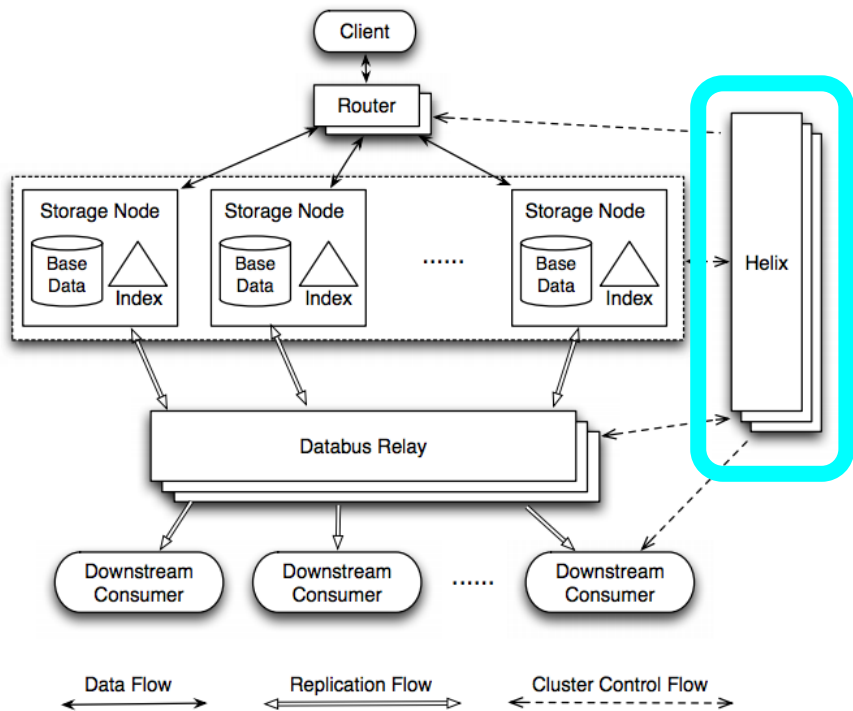 Client
Router
Storage Node
Base
Data
Index
Storage Node
Base
Data
Index
......
Storage Node
Base
Data
Index
Helix
Databus Relay
Downstream
Consumer
Downstream
Consumer
......
Downstream
Consumer
Data Flow
Replication Flow
Cluster Control Flow